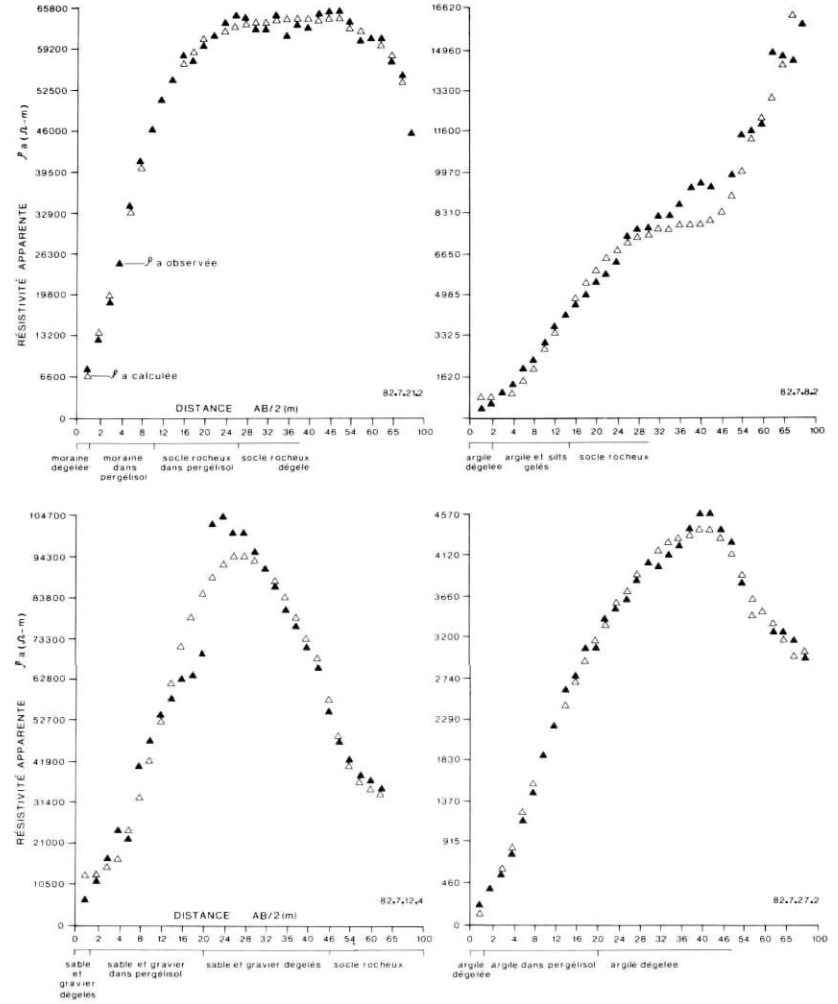 RÉSISTIVITÉ APPARENTE ρa (Ω-m)
65800
59200
52500
46000
39500
32900
26300
19800
13200
6600
0
ρa observée
ρa calculée
82.7.21.2
DISTANCE AB/2 (m)
0 2 4 8 10 12 16 20 24 28 32 36 40 46 54 60 65 100
moraine dégelée
moraine dans pergélisol
socle rocheux dans pergélisol
socle rocheux dégelé
16620
14960
13300
11600
9970
8310
6650
4985
3325
1620
82.7.8.2
0 2 4 8 10 12 16 20 24 28 32 36 40 46 54 60 65 100
argile dégelée
argile et silts gelés
socle rocheux
RÉSISTIVITÉ APPARENTE ρa (Ω-m)
104700
94300
83800
73300
62800
52700
41900
31400
21000
10500
0
82.7.12.4
DISTANCE AB/2 (m)
0 2 4 8 10 12 16 20 24 28 32 36 40 46 54 60 65 100
sable et gravier dégelés
sable et gravier dans pergélisol
sable et gravier dégelés
socle rocheux
4570
4120
3660
3200
2740
2290
1830
1370
915
460
0
82.7.27.2
0 2 4 8 10 12 16 20 24 28 32 36 40 46 54 60 65 100
argile dégelée
argile dans pergélisol
argile dégelée